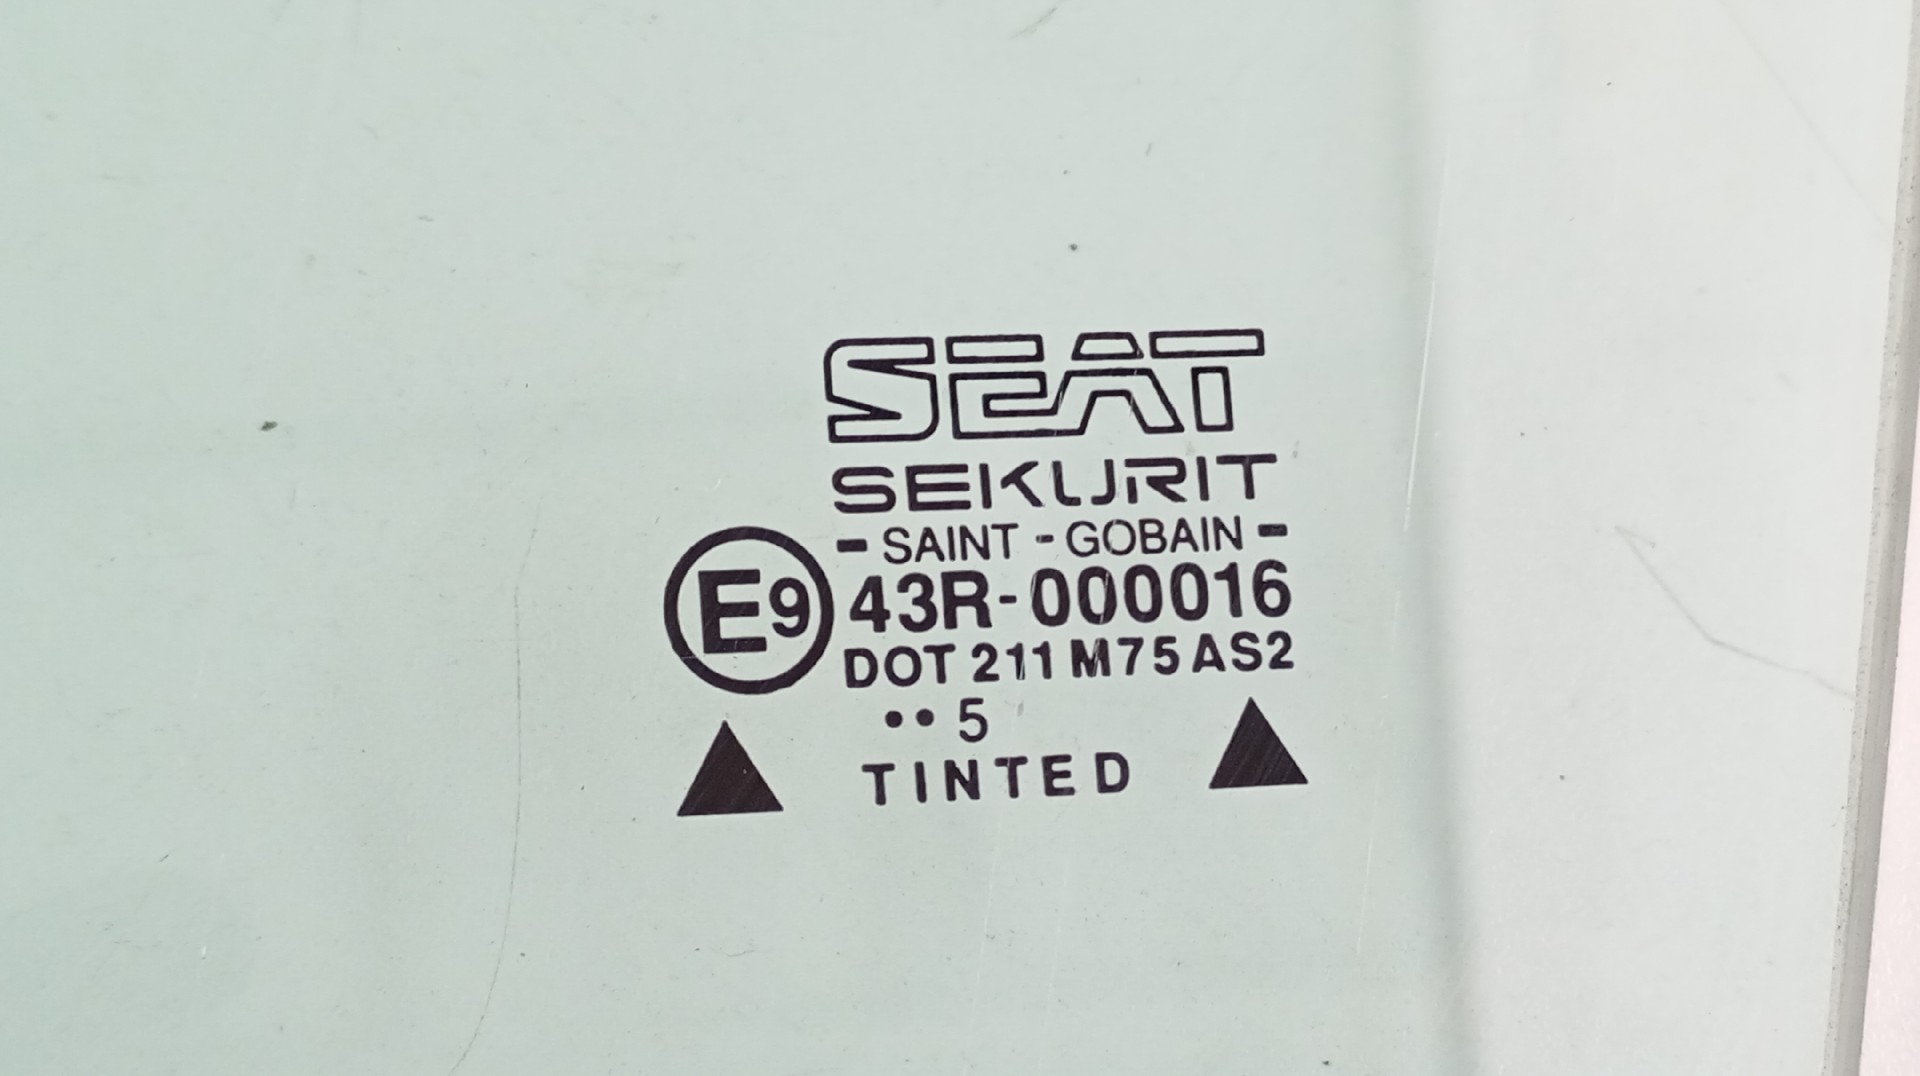 SEAT
SEKURIT
- SAINT - GOBAIN -
E9 43R-000016
DOT 211 M75 AS2
•• 5
TINTED